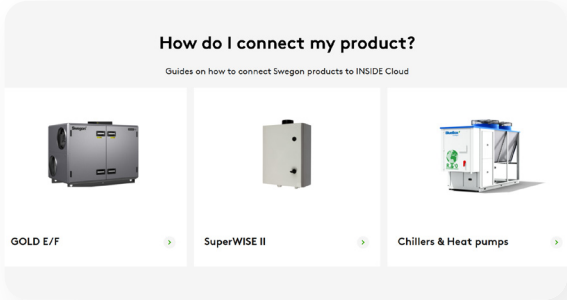 How do I connect my product?
Guides on how to connect Swegon products to INSIDE Cloud
Swegon
GOLD E/F
SuperWISE II
Chillers & Heat pumps